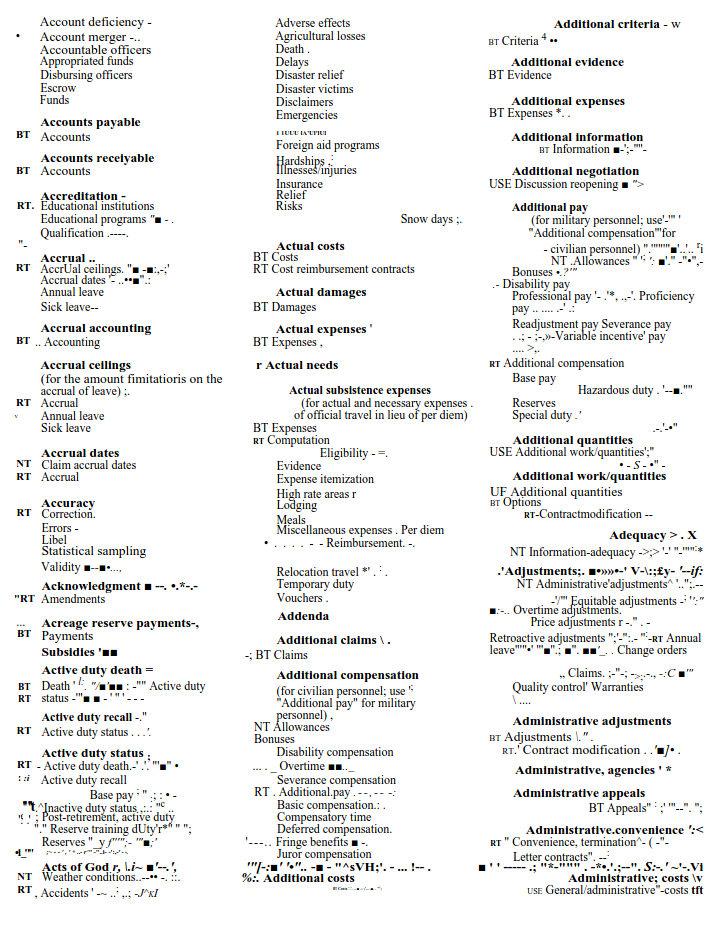 Account deficiency -
• Account merger -..
Accountable officers
Appropriated funds
Disbursing officers
Escrow
Funds
Accounts payable
BT Accounts
Accounts receivable
BT Accounts
Accreditation -
RT. Educational institutions
Educational programs "■ - .
Qualification .----.
"-
Accrual ..
RT AccrUal ceilings. "■ -■:,-;'
Accrual dates '- ..••■".:
Annual leave
Sick leave--
Accrual accounting
BT .. Accounting
Accrual ceilings
(for the amount fimitatioris on the
accrual of leave) ;.
RT Accrual
v Annual leave
Sick leave
Accrual dates
NT Claim accrual dates
RT Accrual
Accuracy
RT Correction.
Errors -
Libel
Statistical sampling
Validity ■--■•...,
Acknowledgment ■ --. •.*-.-
"RT Amendments
... Acreage reserve payments-,
BT Payments
Subsidies '■■
Active duty death =
BT Death ' /:. "/■'■■ : -"" Active duty
RT status -'"■ ■ - ' " ' - - -
Active duty recall -."
RT Active duty status . . .'.
Active duty status ,
RT - Active duty death.-' .'. "'■" •
: :i Active duty recall
Base pay ; " .; : • -
.^Inactive duty status ,:.: "c ..
; Post-retirement, active duty
" " Reserve training dUty'r*" " ";
Reserves "_y f"'";- '"■;'
Acts of God r, \.i~ ■'--.',
NT Weather conditions..--•• -. ::.
RT , Accidents ' -~ ..: ,.; -J^KI
Adverse effects
Agricultural losses
Death .
Delays
Disaster relief
Disaster victims
Disclaimers
Emergencies
Foreign aid programs
Hardships ,:
Illnesses/injuries
Insurance
Relief
Risks
Snow days ;.
Actual costs
BT Costs
RT Cost reimbursement contracts
Actual damages
BT Damages
Actual expenses '
BT Expenses ,
r Actual needs
Actual subsistence expenses
(for actual and necessary expenses .
of official travel in lieu of per diem)
BT Expenses
RT Computation
Eligibility - =.
Evidence
Expense itemization
High rate areas r
Lodging
Meals
Miscellaneous expenses . Per diem
• . . . . - - Reimbursement. -.
Relocation travel *' . : .
Temporary duty
Vouchers .
Addenda
Additional claims \ .
-; BT Claims
Additional compensation
(for civilian personnel; use ';
"Additional pay" for military
personnel) ,
NT Allowances
Bonuses
Disability compensation
... . _ Overtime ■■.._
Severance compensation
RT . Additional.pay . - - , - - -:
Basic compensation.: .
Compensatory time
Deferred compensation.
'---.. Fringe benefits ■ -.
Juror compensation
'"/-:■' '•".. -■ - "^sVH;'. - ... !-- .
%:. Additional costs
Additional criteria - w
BT Criteria 4 ••
Additional evidence
BT Evidence
Additional expenses
BT Expenses *. .
Additional information
BT Information ■-';-""-
Additional negotiation
USE Discussion reopening ■ ">
Additional pay
(for military personnel; use'-'" '
"Additional compensation'"for
- civilian personnel) ".'""'"■'..'.. ri
NT .Allowances " '; ': ■'." -"•",-
Bonuses •.?'"
.- Disability pay
Professional pay '- .'*, .,-'. Proficiency
pay .. .... .-' .:
Readjustment pay Severance pay
. .; - ;-,»-Variable incentive' pay
.... >,.
RT Additional compensation
Base pay
Hazardous duty . '--■.""
Reserves
Special duty .'
.-.'-•"
Additional quantities
USE Additional work/quantities';"
• - S - •" -
Additional work/quantities
UF Additional quantities
BT Options
RT-Contractmodification --
Adequacy > . X
NT Information-adequacy ->;> '-' "-'"":*
.'Adjustments;. ■•»»•-' V-\:;£y- '--if:
NT Administrative'adjustments^ '..";.--
-'/"' Equitable adjustments -: ':"
■:-.. Overtime adjustments.
Price adjustments r -." . -
Retroactive adjustments ";'-":.- ":-RT Annual
leave"'"•' '"■".; ■". ■■'_. . Change orders
,, Claims. ;-"-; ->;.-., -:C ■'"
Quality control' Warranties
\ ....
Administrative adjustments
BT Adjustments \." .
RT.' Contract modification . .'■]• .
Administrative, agencies ' *
Administrative appeals
BT Appeals" : ;' '"--". ";
Administrative.convenience ':<
RT " Convenience, termination^- ( -"-
Letter contracts". --:
■ ' ' ----- .; "*-"""" . -*•.'.;--". S:-.' ~'-.Vi
Administrative; costs \v
USE General/administrative"-costs tft